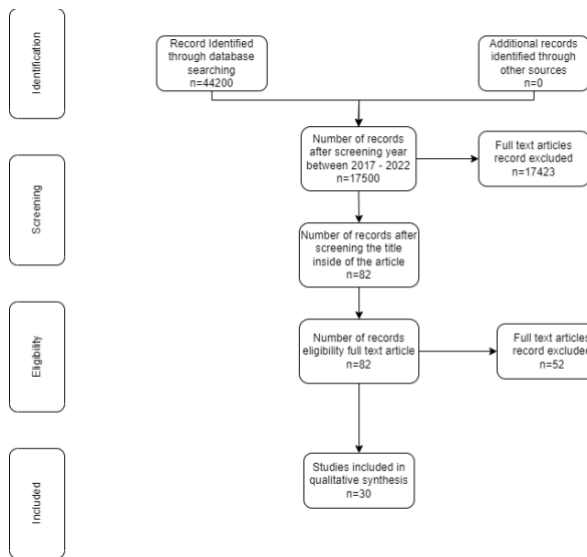 Identification
Record Identified
through database
searching
n=44200
Additional records
identified through
other sources
n=0
Number of records
after screening year
between 2017 - 2022
n=17500
Full text articles
record excluded
n=17423
Screening
Number of records after
screening the title
inside of the article
n=82
Eligibility
Number of records
eligibility full text article
n=82
Full text articles
record excluded
n=52
Included
Studies included in
qualitative synthesis
n=30